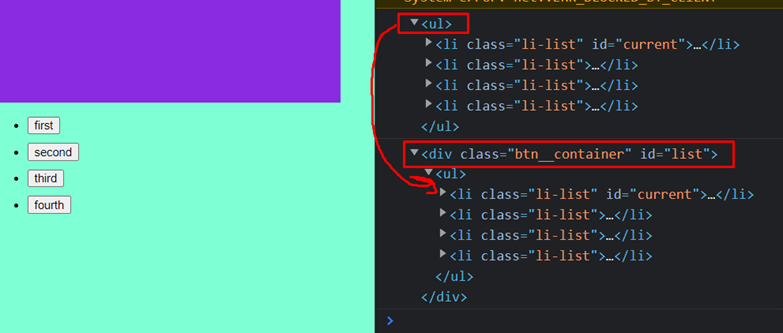 first
second
third
fourth
▼<ul>
▶<li class="li-list" id="current">…</li>
▶<li class="li-list">…</li>
▶<li class="li-list">…</li>
▶<li class="li-list">…</li>
</ul>
▼<div class="btn__container" id="list">
▼<ul>
▶<li class="li-list" id="current">…</li>
▶<li class="li-list">…</li>
▶<li class="li-list">…</li>
▶<li class="li-list">…</li>
</ul>
</div>
>